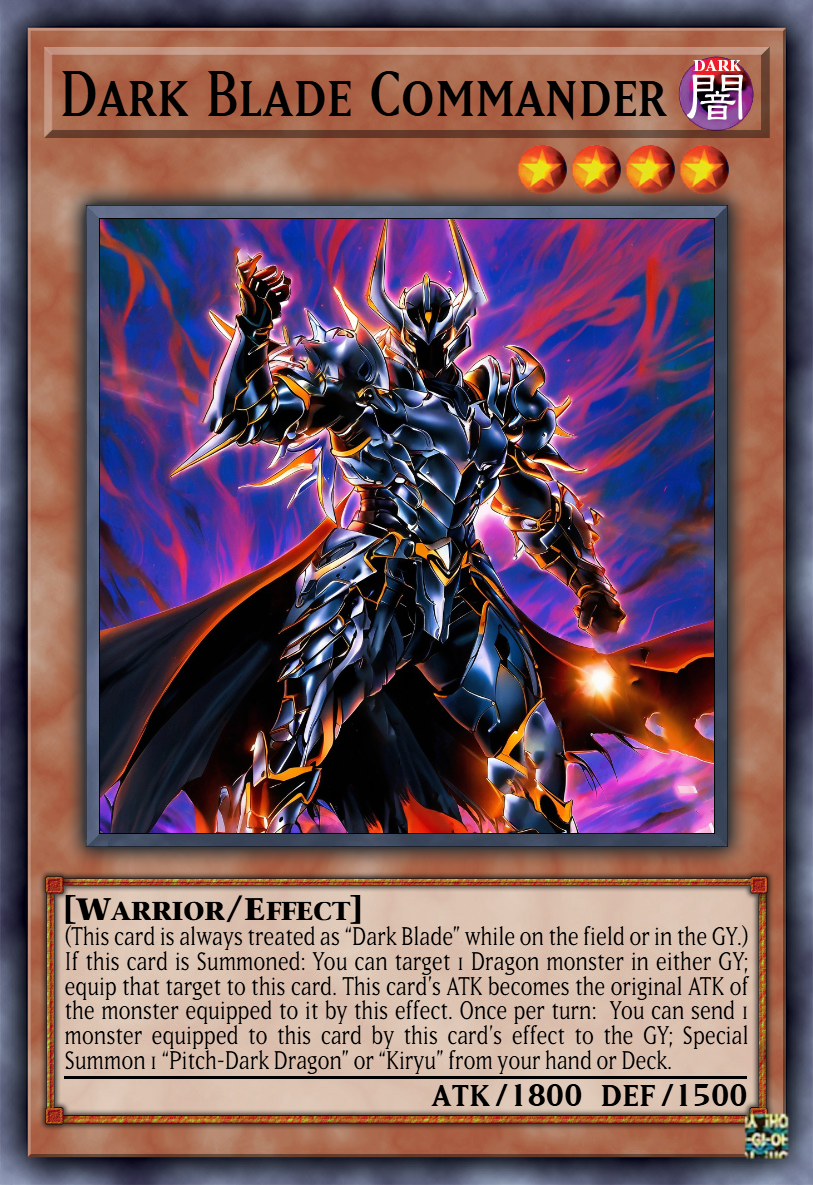 Dark Blade Commander
DARK
闇
[Warrior/Effect]
(This card is always treated as “Dark Blade” while on the field or in the GY.)
If this card is Summoned: You can target 1 Dragon monster in either GY;
equip that target to this card. This card’s ATK becomes the original ATK of
the monster equipped to it by this effect. Once per turn: You can send 1
monster equipped to this card by this card’s effect to the GY; Special
Summon 1 “Pitch-Dark Dragon” or “Kiryu” from your hand or Deck.
ATK/1800 DEF/1500